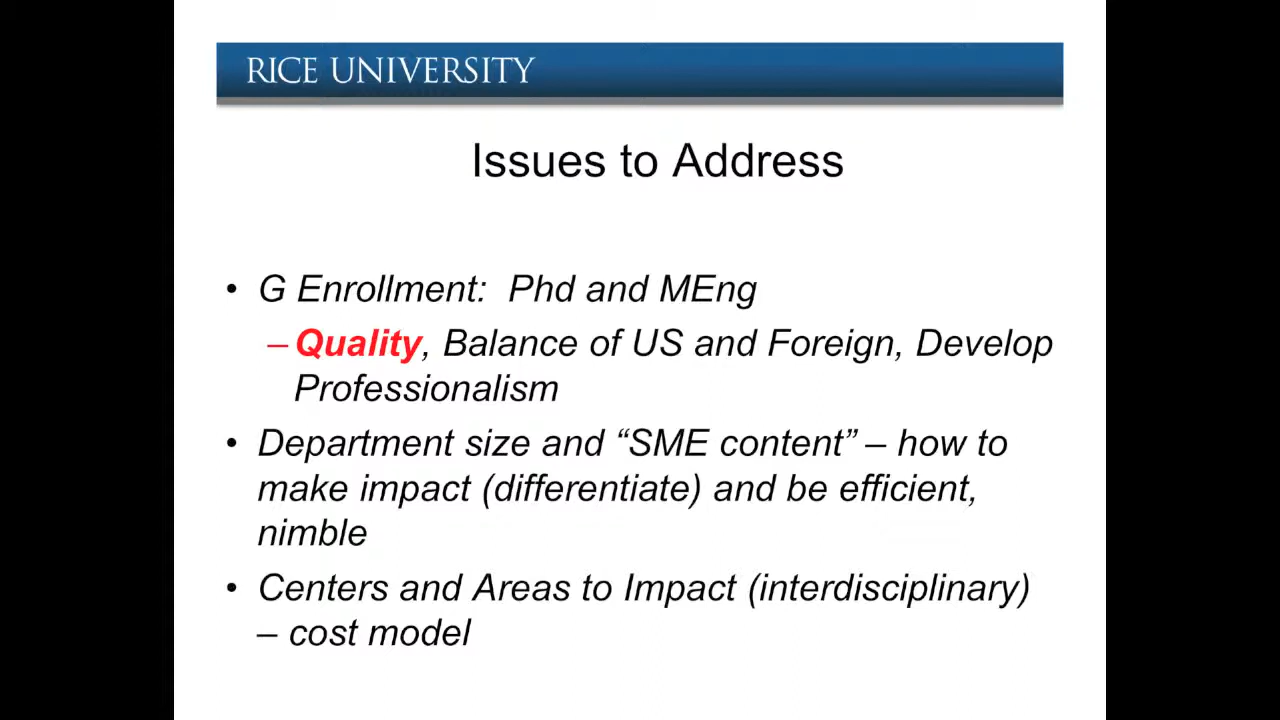 RICE UNIVERSITY
Issues to Address
• G Enrollment: Phd and MEng
– Quality, Balance of US and Foreign, Develop
Professionalism
• Department size and “SME content” – how to
make impact (differentiate) and be efficient,
nimble
• Centers and Areas to Impact (interdisciplinary)
– cost model